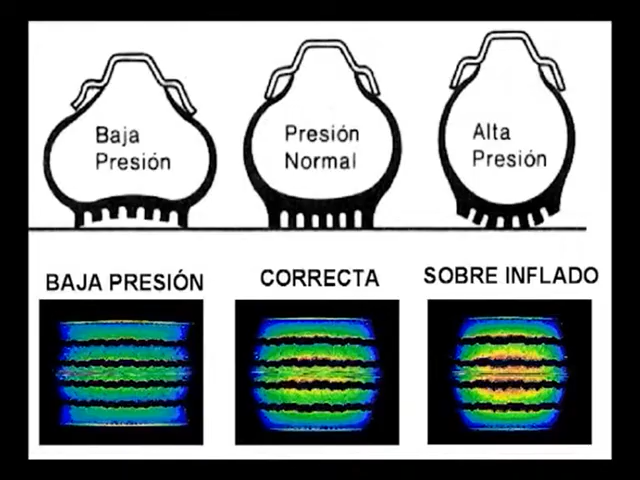 Baja
Presión
Presión
Normal
Alta
Presión
BAJA PRESIÓN
CORRECTA
SOBRE INFLADO